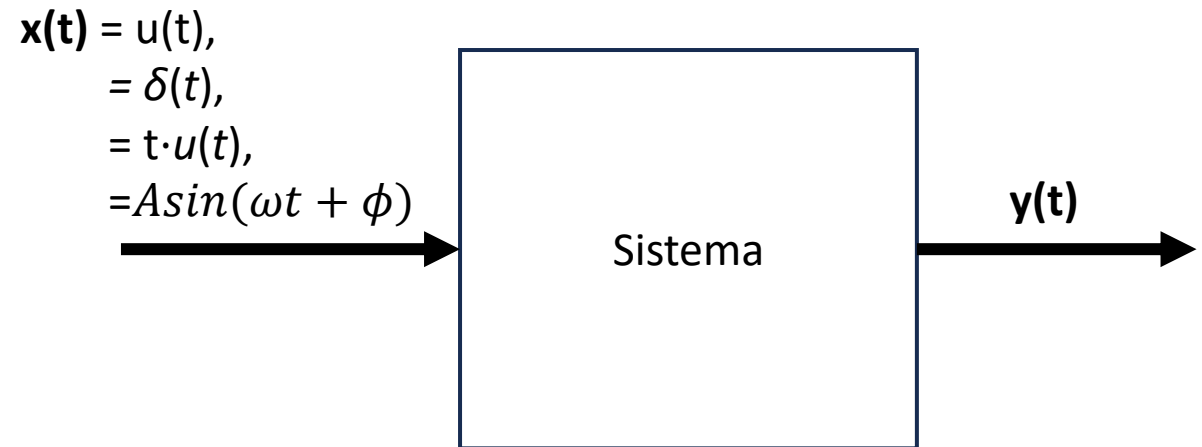 x(t) = u(t),
= δ(t),
= t·u(t),
=Asin(ωt + ϕ)
y(t)
Sistema